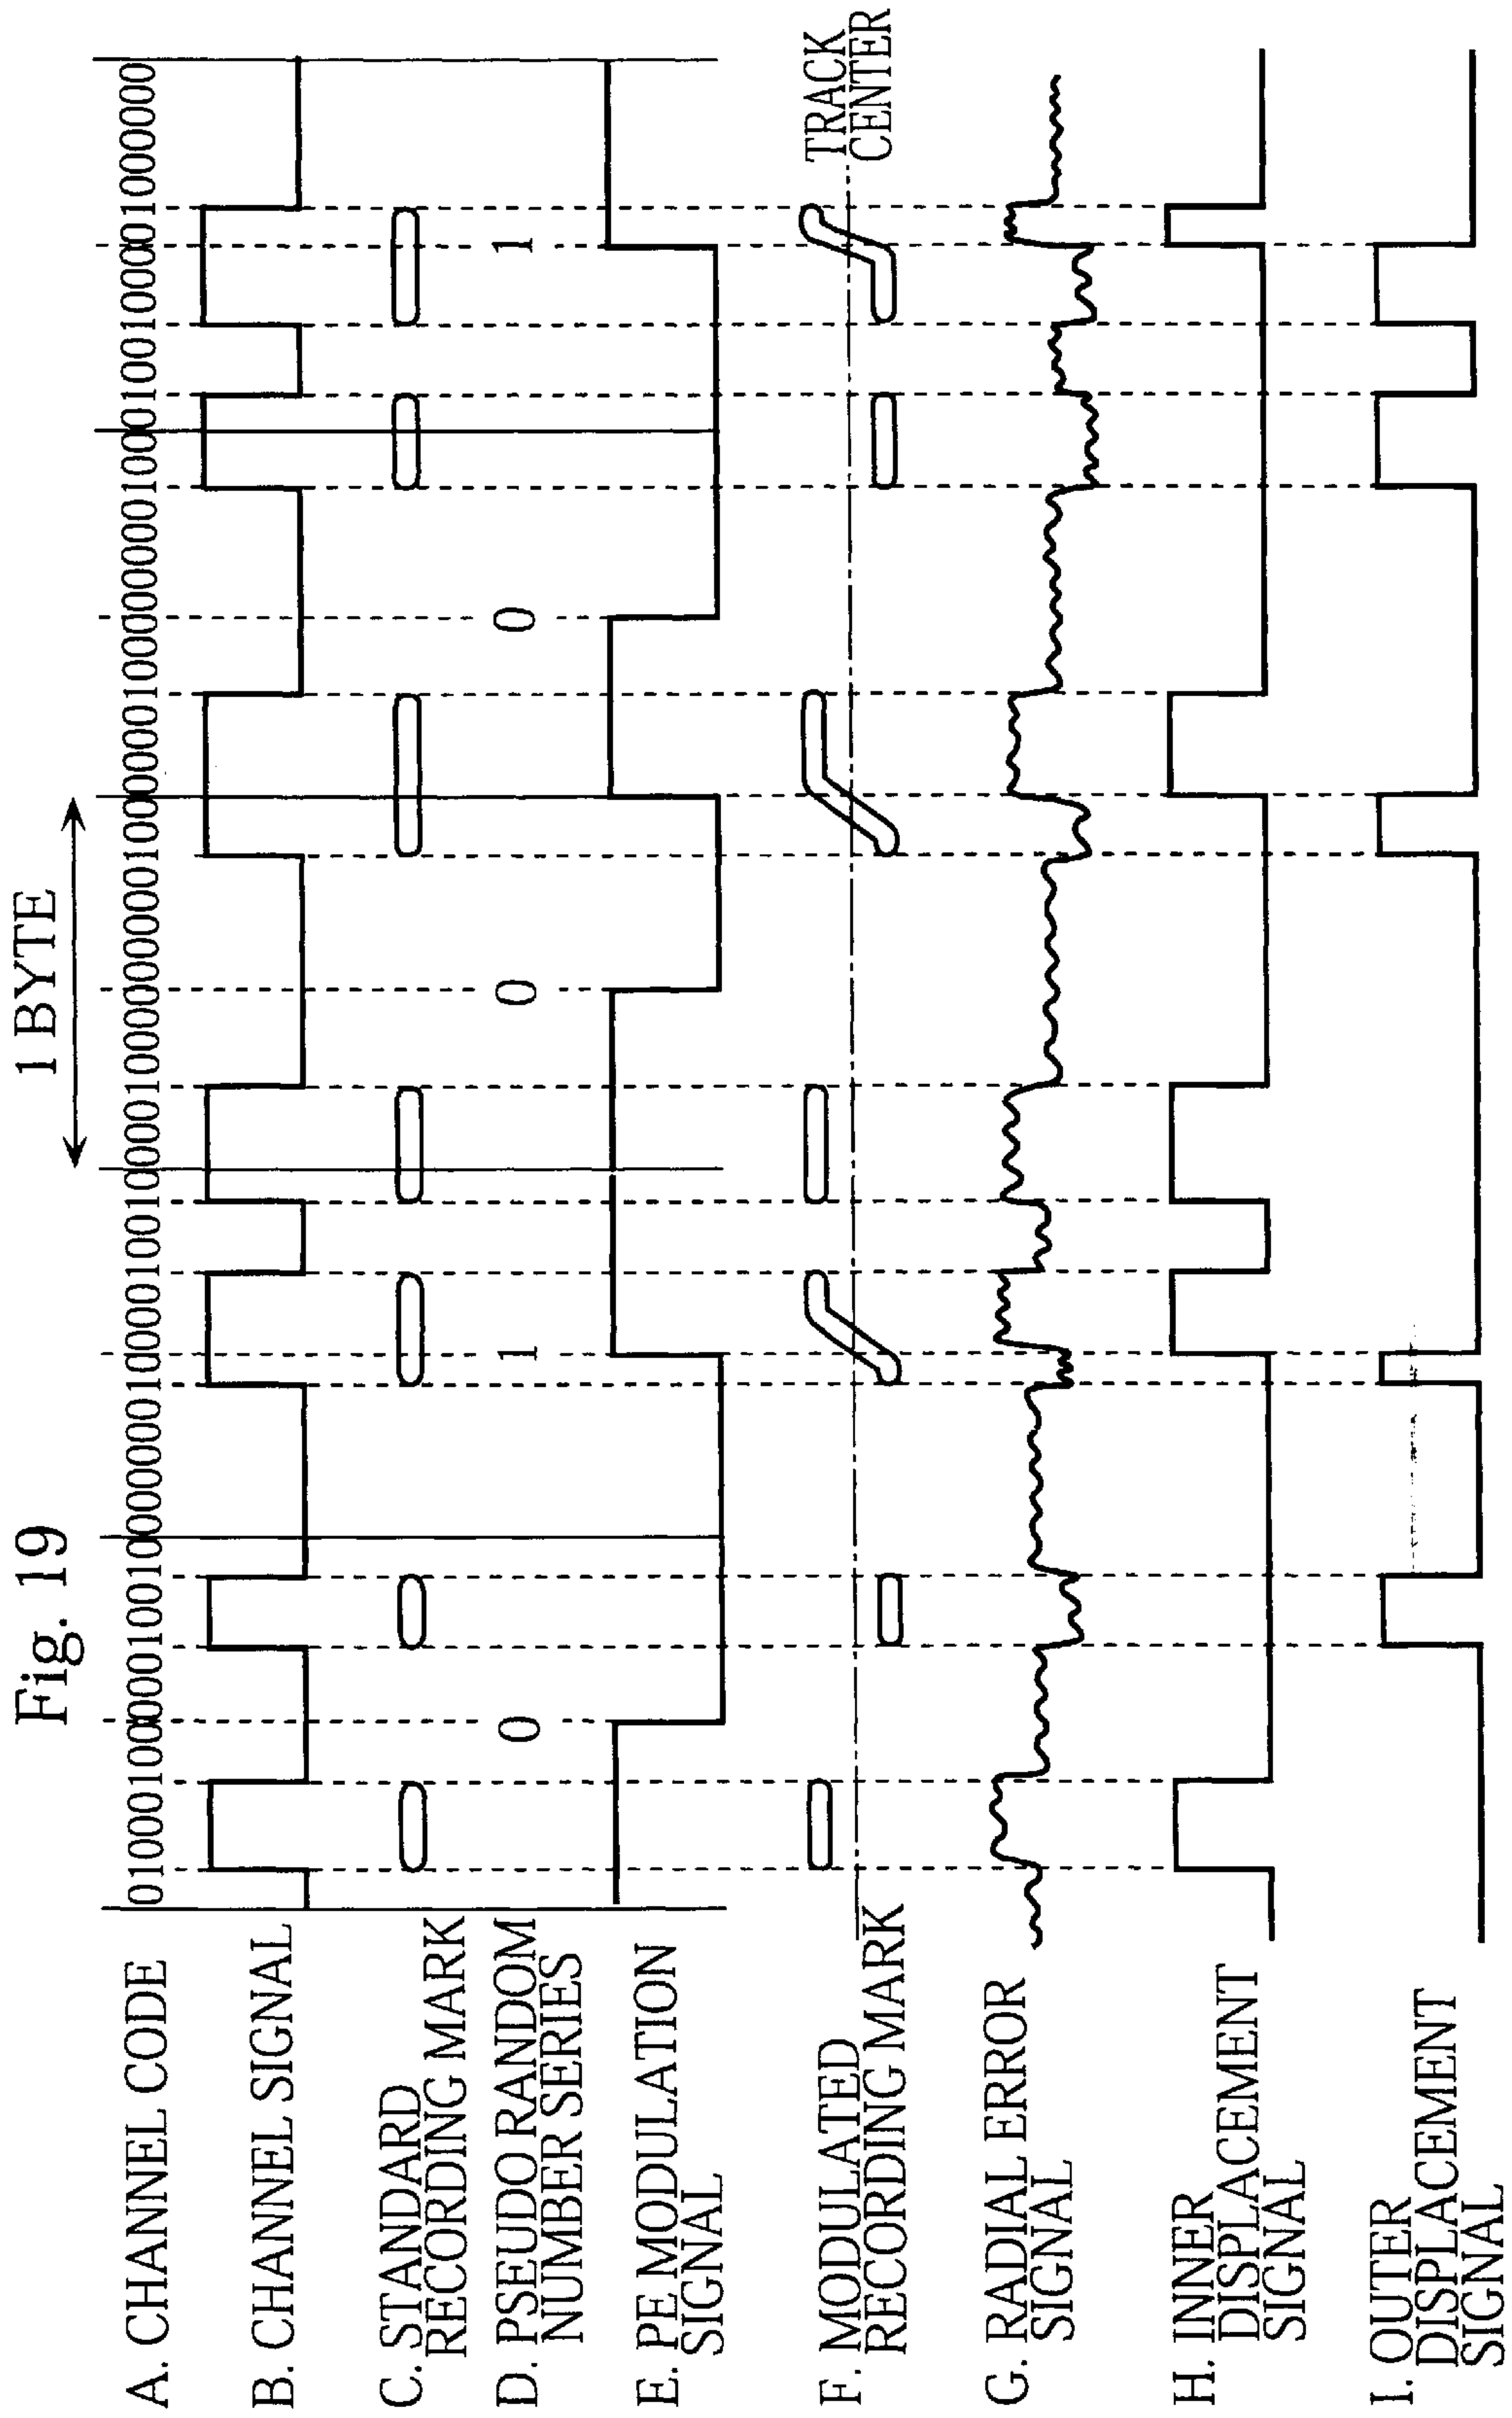 Fig. 19
1 BYTE
A. CHANNEL CODE
B. CHANNEL SIGNAL
C. STANDARD
RECORDING MARK
D. PSEUDO RANDOM
NUMBER SERIES
0 1 0 0 1
E. PE MODULATION
SIGNAL
F. MODULATED
RECORDING MARK
TRACK
CENTER
G. RADIAL ERROR
SIGNAL
H. INNER
DISPLACEMENT
SIGNAL
I. OUTER
DISPLACEMENT
SIGNAL